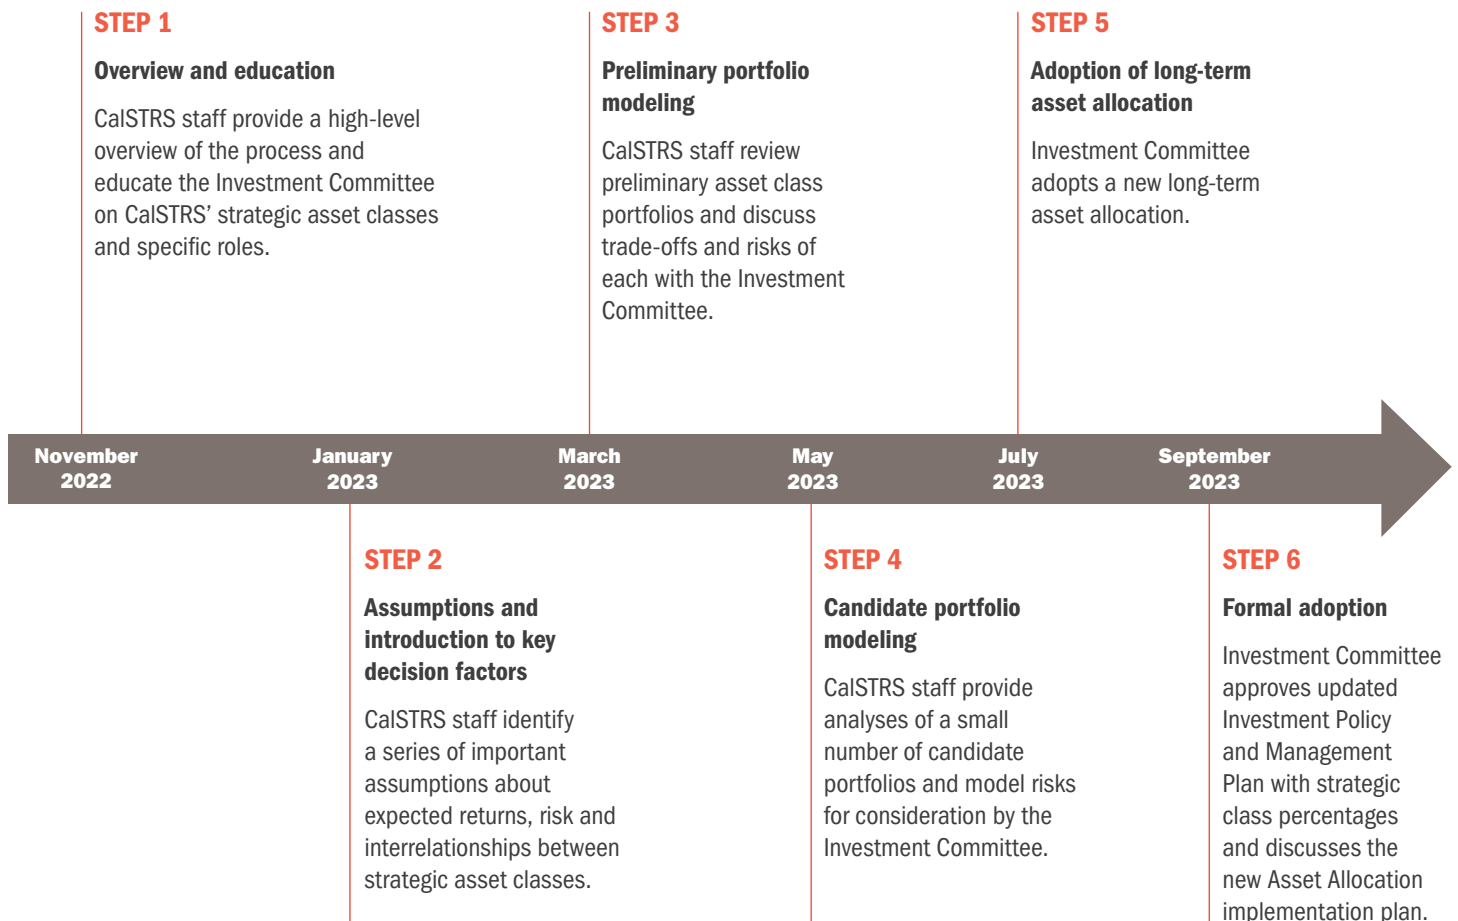 STEP 1
Overview and education
CalSTRS staff provide a high-level
overview of the process and
educate the Investment Committee
on CalSTRS’ strategic asset classes
and specific roles.
STEP 3
Preliminary portfolio
modeling
CalSTRS staff review
preliminary asset class
portfolios and discuss
trade-offs and risks of
each with the Investment
Committee.
STEP 5
Adoption of long-term
asset allocation
Investment Committee
adopts a new long-term
asset allocation.
November
2022
January
2023
March
2023
May
2023
July
2023
September
2023
STEP 2
Assumptions and
introduction to key
decision factors
CalSTRS staff identify
a series of important
assumptions about
expected returns, risk and
interrelationships between
strategic asset classes.
STEP 4
Candidate portfolio
modeling
CalSTRS staff provide
analyses of a small
number of candidate
portfolios and model risks
for consideration by the
Investment Committee.
STEP 6
Formal adoption
Investment Committee
approves updated
Investment Policy
and Management
Plan with strategic
class percentages
and discusses the
new Asset Allocation
implementation plan.